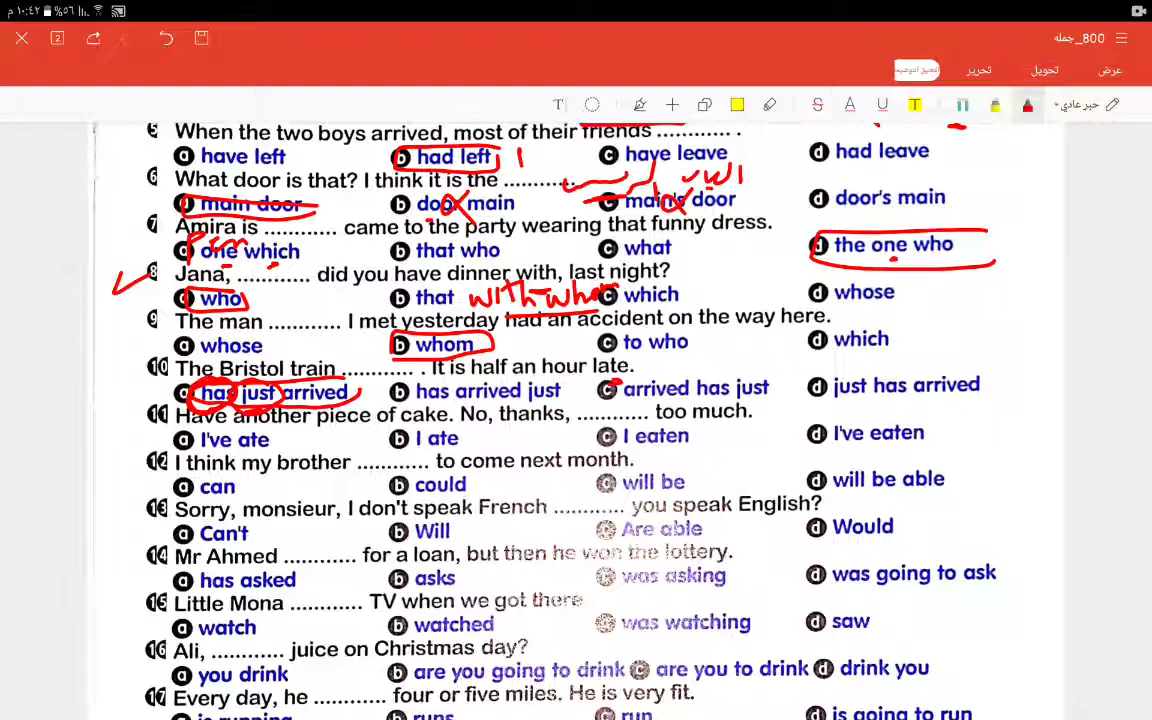 ١٠:٤٢ م ٥٦%
800_جمله
عرض تحويل تحرير
حبر عادي
5 When the two boys arrived, most of their friends ............ .
a have left b had left c have leave d had leave
6 What door is that? I think it is the ............
a main door b door main c main's door d door's main
7 Amira is ............ came to the party wearing that funny dress.
a one which b that who c what d the one who
8 Jana, ............ did you have dinner with, last night?
a who b that with-whom c which d whose
9 The man ............ I met yesterday had an accident on the way here.
a whose b whom c to who d which
10 The Bristol train ............ . It is half an hour late.
a has just arrived b has arrived just c arrived has just d just has arrived
11 Have another piece of cake. No, thanks, ............ too much.
a I've ate b I ate c I eaten d I've eaten
12 I think my brother ............ to come next month.
a can b could c will be d will be able
13 Sorry, monsieur, I don't speak French ............ you speak English?
a Can't b Will c Are able d Would
14 Mr Ahmed ............ for a loan, but then he won the lottery.
a has asked b asks c was asking d was going to ask
15 Little Mona ............ TV when we got there
a watch b watched c was watching d saw
16 Ali, ............ juice on Christmas day?
a you drink b are you going to drink c are you to drink d drink you
17 Every day, he ............ four or five miles. He is very fit.
a is running b runs c run d is going to run